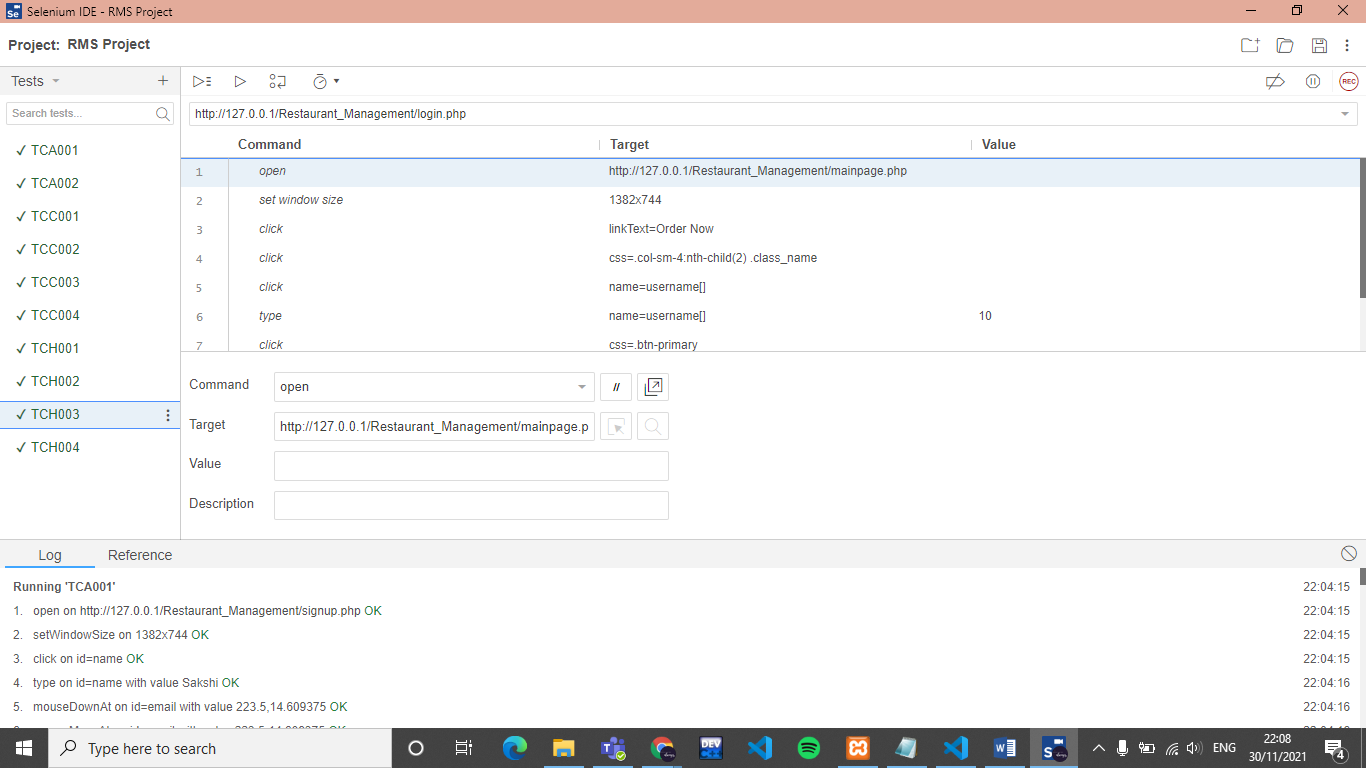 Selenium IDE - RMS Project
Project: RMS Project
Tests
Search tests...
✓ TCA001
✓ TCA002
✓ TCC001
✓ TCC002
✓ TCC003
✓ TCC004
✓ TCH001
✓ TCH002
✓ TCH003
✓ TCH004
REC
http://127.0.0.1/Restaurant_Management/login.php
Command Target Value
1 open http://127.0.0.1/Restaurant_Management/mainpage.php
2 set window size 1382x744
3 click linkText=Order Now
4 click css=.col-sm-4:nth-child(2) .class_name
5 click name=username[]
6 type name=username[] 10
7 click css=.btn-primary
Command open //
Target http://127.0.0.1/Restaurant_Management/mainpage.p
Value
Description
Log Reference
Running 'TCA001' 22:04:15
1. open on http://127.0.0.1/Restaurant_Management/signup.php OK 22:04:15
2. setWindowSize on 1382x744 OK 22:04:15
3. click on id=name OK 22:04:15
4. type on id=name with value Sakshi OK 22:04:16
5. mouseDownAt on id=email with value 223.5,14.609375 OK 22:04:16
Type here to search
DEV
ENG
22:08
30/11/2021
4